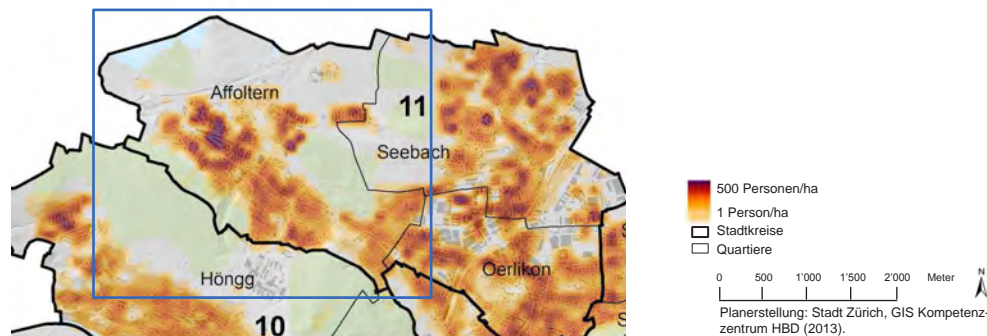 Affoltern
11
Seebach
Höngg
Oerlikon
10
500 Personen/ha
1 Person/ha
Stadtkreise
Quartiere
0 500 1'000 1'500 2'000 Meter
N
Planerstellung: Stadt Zürich, GIS Kompetenz-
zentrum HBD (2013).